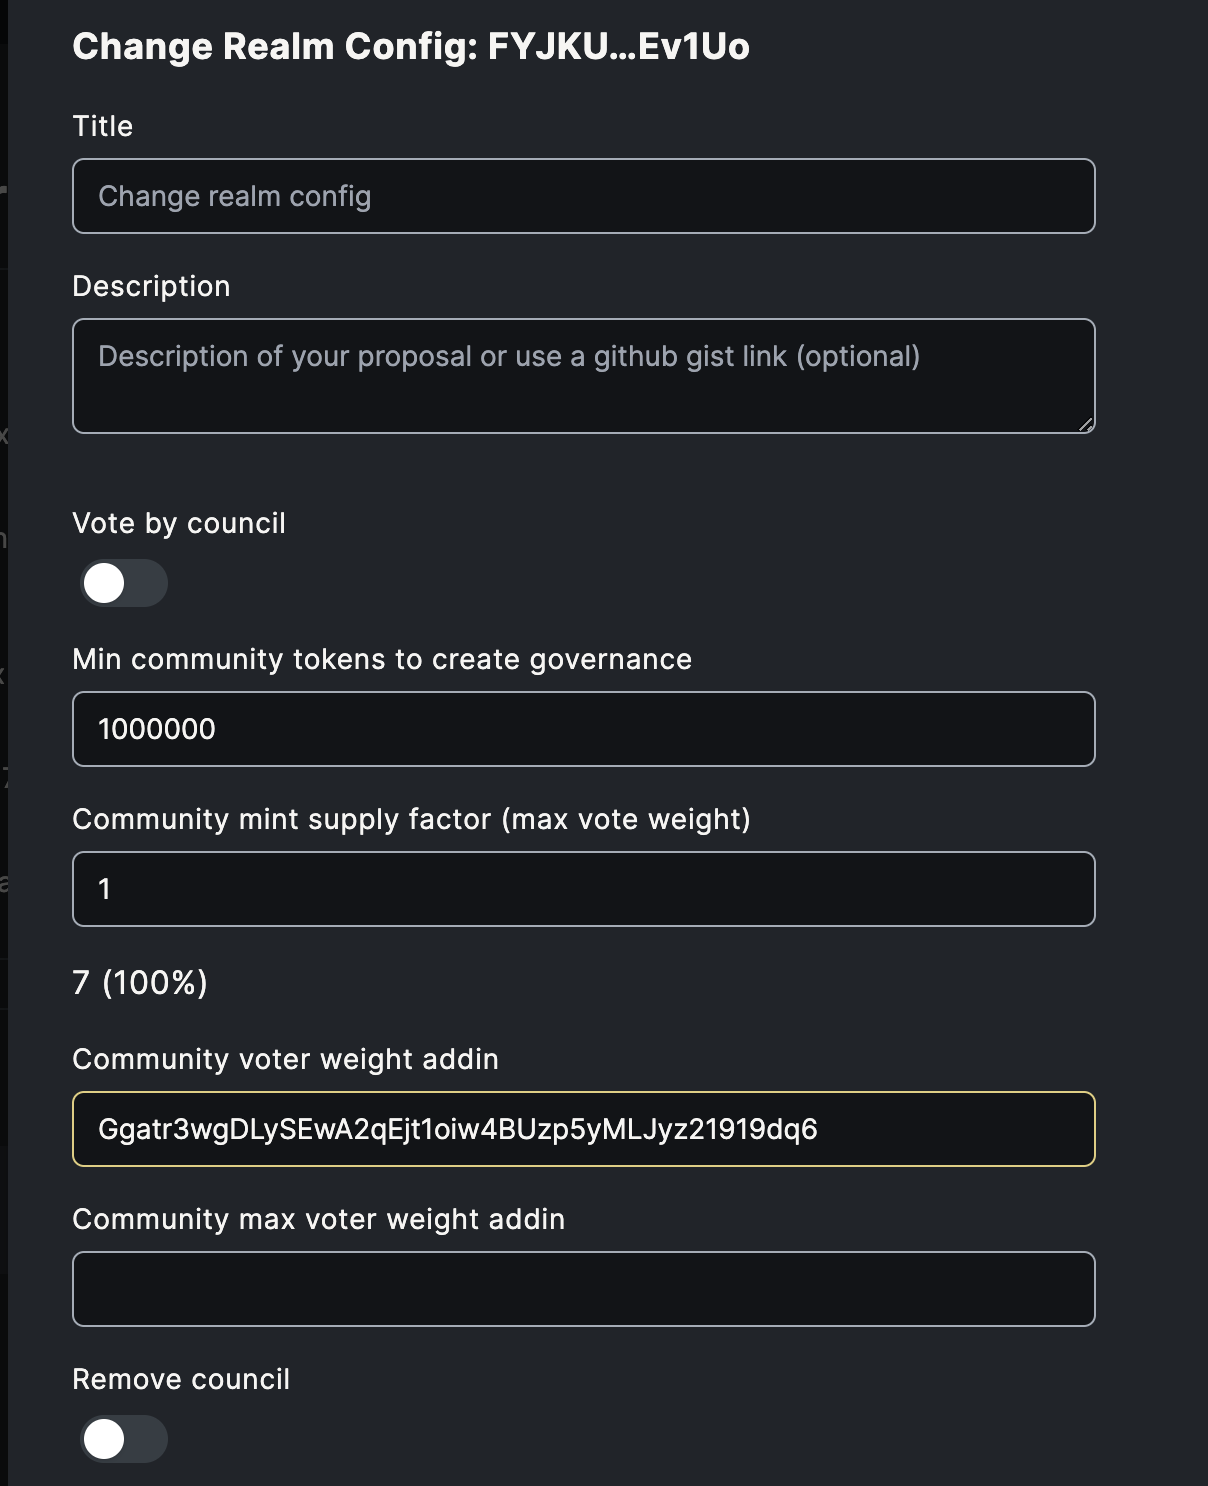 Change Realm Config: FYJKU...Ev1Uo
Title
Change realm config
Description
Description of your proposal or use a github gist link (optional)
Vote by council
Min community tokens to create governance
1000000
Community mint supply factor (max vote weight)
1
7 (100%)
Community voter weight addin
Ggatr3wgDLySEwA2qEjt1oiw4BUzp5yMLJyz21919dq6
Community max voter weight addin
Remove council